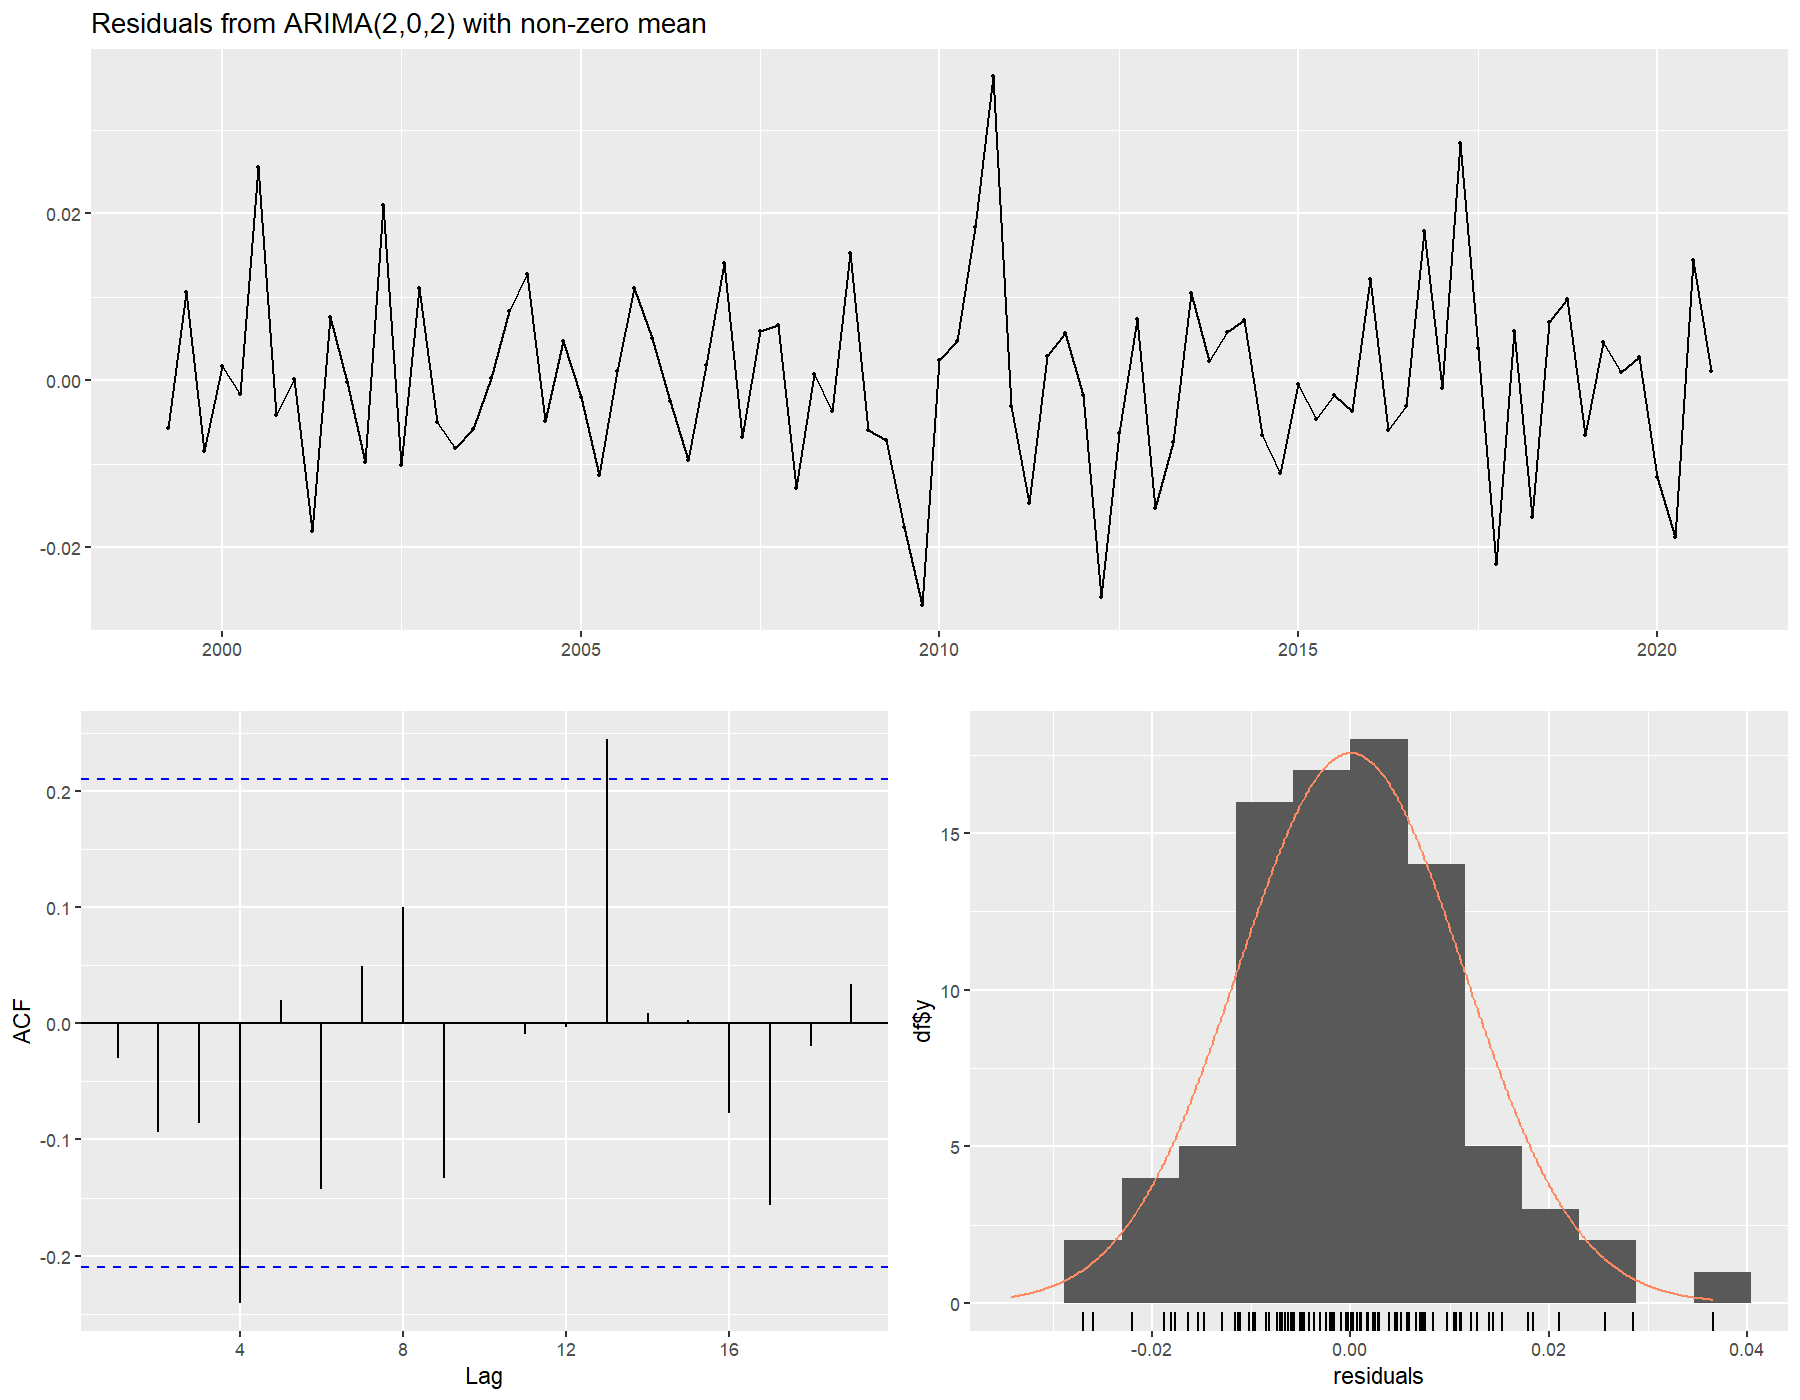 Residuals from ARIMA(2,0,2) with non-zero mean
0.02
0.00
-0.02
2000 2005 2010 2015 2020
ACF
0.2
0.1
0.0
-0.1
-0.2
4 8 12 16
Lag
df$y
15
10
5
0
-0.02 0.00 0.02 0.04
residuals